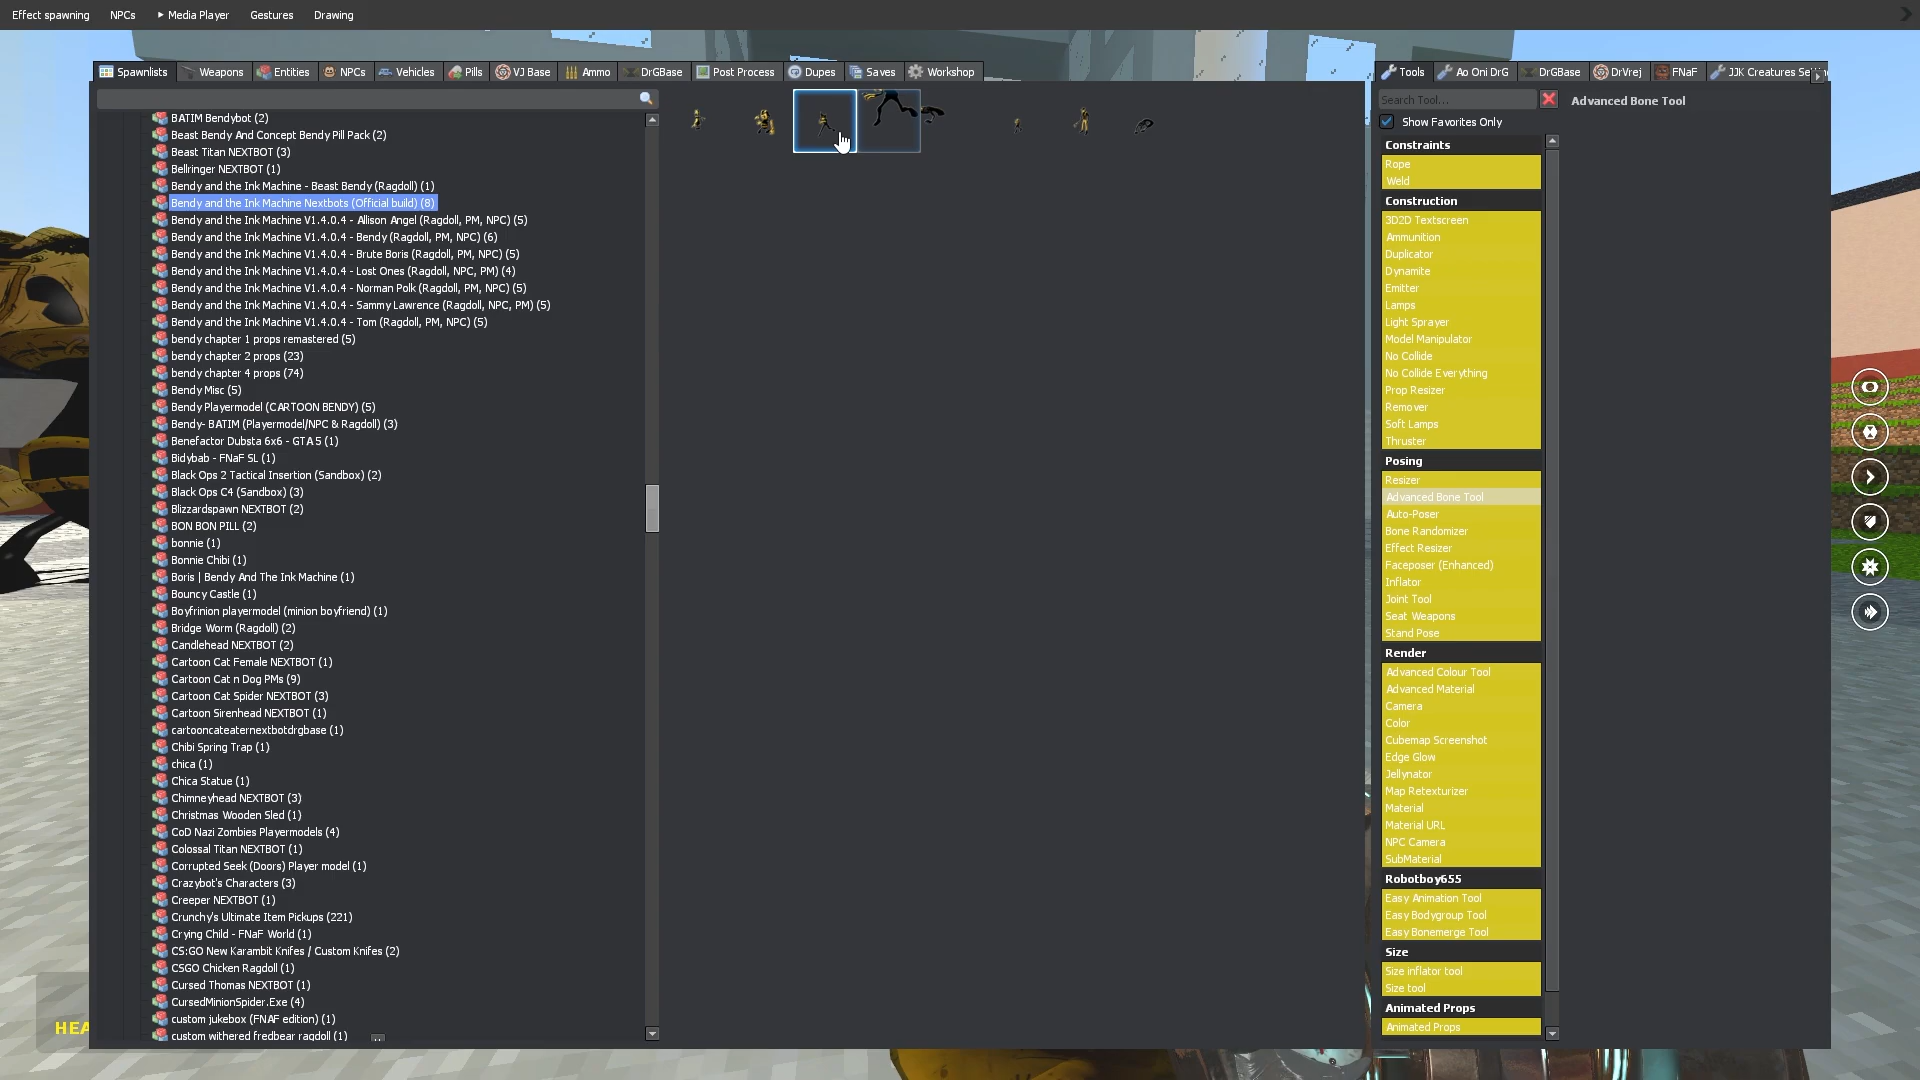 Effect spawning NPCs Media Player Gestures Drawing
Spawnlists Weapons Entities NPCs Vehicles Pills VJ Base Ammo DrGBase Post Process Dupes Saves Workshop
Tools Ao Oni DrG DrGBase DrVrej FNaF JJK Creatures Se
BATIM Bendybot (2)
Beast Bendy And Concept Bendy Pill Pack (2)
Beast Titan NEXTBOT (3)
Bellringer NEXTBOT (1)
Bendy and the Ink Machine - Beast Bendy (Ragdoll) (1)
Bendy and the Ink Machine Nextbots (Official build) (8)
Bendy and the Ink Machine V1.4.0.4 - Allison Angel (Ragdoll, PM, NPC) (5)
Bendy and the Ink Machine V1.4.0.4 - Bendy (Ragdoll, PM, NPC) (6)
Bendy and the Ink Machine V1.4.0.4 - Brute Boris (Ragdoll, PM, NPC) (5)
Bendy and the Ink Machine V1.4.0.4 - Lost Ones (Ragdoll, NPC, PM) (4)
Bendy and the Ink Machine V1.4.0.4 - Norman Polk (Ragdoll, PM, NPC) (5)
Bendy and the Ink Machine V1.4.0.4 - Sammy Lawrence (Ragdoll, NPC, PM) (5)
Bendy and the Ink Machine V1.4.0.4 - Tom (Ragdoll, PM, NPC) (5)
bendy chapter 1 props remastered (5)
bendy chapter 2 props (23)
bendy chapter 4 props (74)
Bendy Misc (5)
Bendy Playermodel (CARTOON BENDY) (5)
Bendy- BATIM (Playermodel/NPC & Ragdoll) (3)
Benefactor Dubsta 6x6 - GTA 5 (1)
Bidybab - FNaF SL (1)
Black Ops 2 Tactical Insertion (Sandbox) (2)
Black Ops C4 (Sandbox) (3)
Blizzardspawn NEXTBOT (2)
BON BON PILL (2)
bonnie (1)
Bonnie Chibi (1)
Boris | Bendy And The Ink Machine (1)
Bouncy Castle (1)
Boyfrinion playermodel (minion boyfriend) (1)
Bridge Worm (Ragdoll) (2)
Candlehead NEXTBOT (2)
Cartoon Cat Female NEXTBOT (1)
Cartoon Cat n Dog PMs (9)
Cartoon Cat Spider NEXTBOT (3)
Cartoon Sirenhead NEXTBOT (1)
cartooncateaternextbotdrgbase (1)
Chibi Spring Trap (1)
chica (1)
Chica Statue (1)
Chimneyhead NEXTBOT (3)
Christmas Wooden Sled (1)
CoD Nazi Zombies Playermodels (4)
Colossal Titan NEXTBOT (1)
Corrupted Seek (Doors) Player model (1)
Crazybot's Characters (3)
Creeper NEXTBOT (1)
Crunchy's Ultimate Item Pickups (221)
Crying Child - FNaF World (1)
CS:GO New Karambit Knifes / Custom Knifes (2)
CSGO Chicken Ragdoll (1)
Cursed Thomas NEXTBOT (1)
CursedMinionSpider.Exe (4)
custom jukebox (FNAF edition) (1)
custom withered fredbear ragdoll (1)
HEA
Search Tool...
Show Favorites Only
Constraints
Rope
Weld
Construction
3D2D Textscreen
Ammunition
Duplicator
Dynamite
Emitter
Lamps
Light Sprayer
Model Manipulator
No Collide
No Collide Everything
Prop Resizer
Remover
Soft Lamps
Thruster
Posing
Resizer
Advanced Bone Tool
Auto-Poser
Bone Randomizer
Effect Resizer
Faceposer (Enhanced)
Inflator
Joint Tool
Seat Weapons
Stand Pose
Render
Advanced Colour Tool
Advanced Material
Camera
Color
Cubemap Screenshot
Edge Glow
Jellynator
Map Retexturizer
Material
Material URL
NPC Camera
SubMaterial
Robotboy655
Easy Animation Tool
Easy Bodygroup Tool
Easy Bonemerge Tool
Size
Size inflator tool
Size tool
Animated Props
Animated Props
Advanced Bone Tool